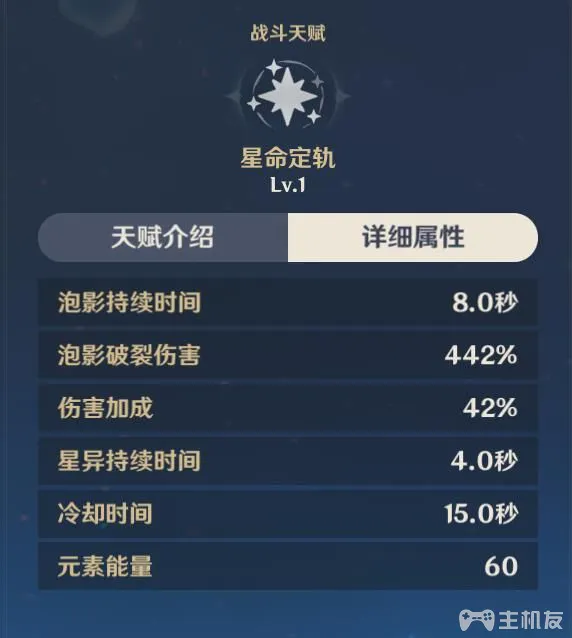 战斗天赋
星命定轨
Lv.1
天赋介绍 详细属性
泡影持续时间 8.0秒
泡影破裂伤害 442%
伤害加成 42%
星异持续时间 4.0秒
冷却时间 15.0秒
元素能量 60
主机友